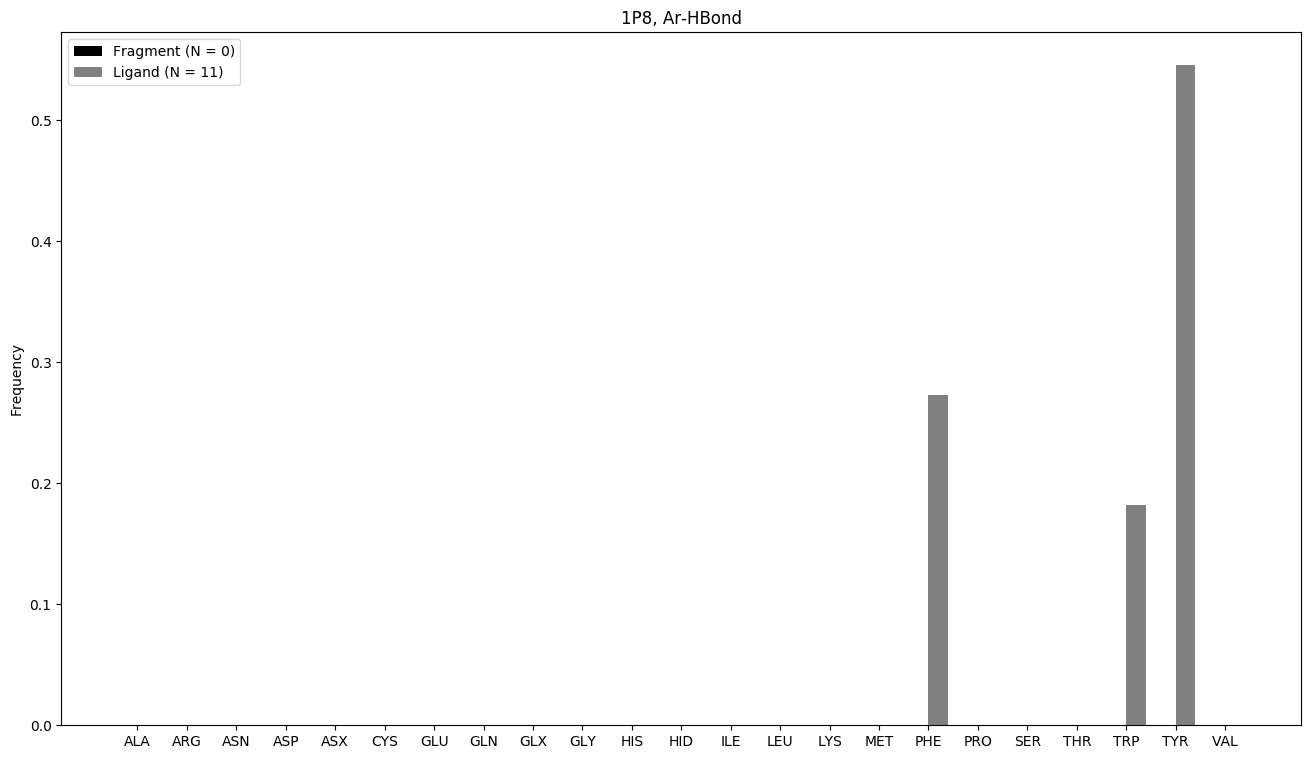 1P8, Ar-HBond
Fragment (N = 0)
Ligand (N = 11)
Frequency
0.5
0.4
0.3
0.2
0.1
0.0
ALA ARG ASN ASP ASX CYS GLU GLN GLX GLY HIS HID ILE LEU LYS MET PHE PRO SER THR TRP TYR VAL